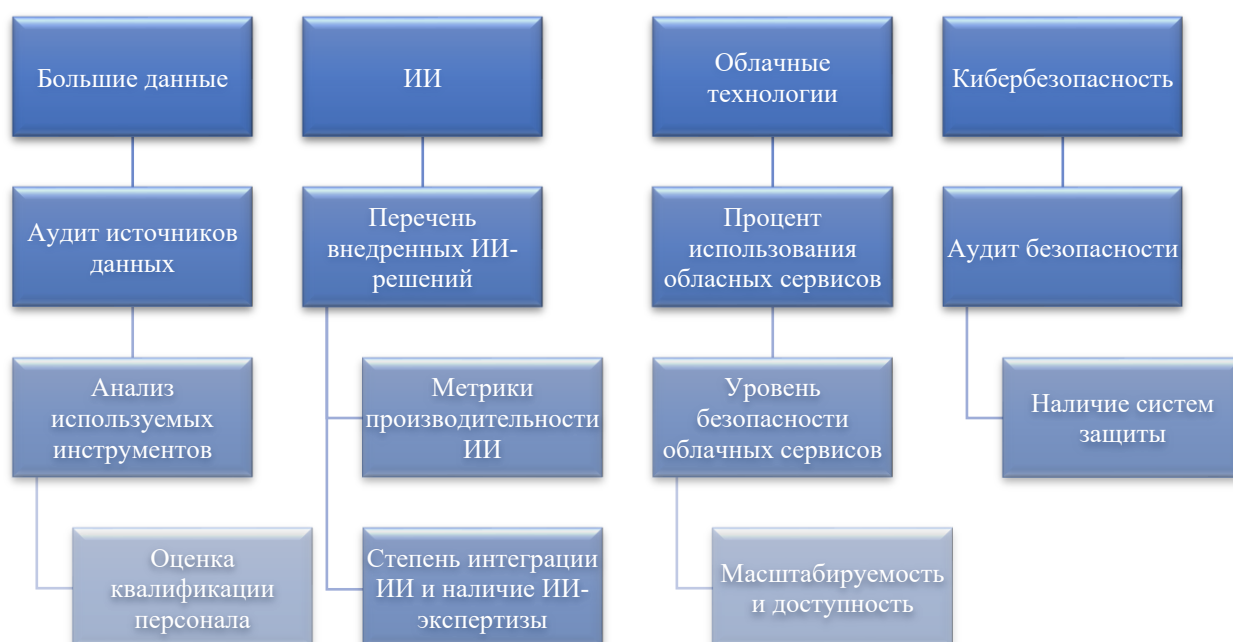 Большие данные
ИИ
Облачные
технологии
Кибербезопасность
Аудит источников
данных
Перечень
внедренных ИИ-
решений
Процент
использования
обласных сервисов
Аудит безопасности
Анализ
используемых
инструментов
Метрики
производительности
ИИ
Уровень
безопасности
облачных сервисов
Наличие систем
защиты
Оценка
квалификации
персонала
Степень интеграции
ИИ и наличие ИИ-
экспертизы
Масштабируемость
и доступность